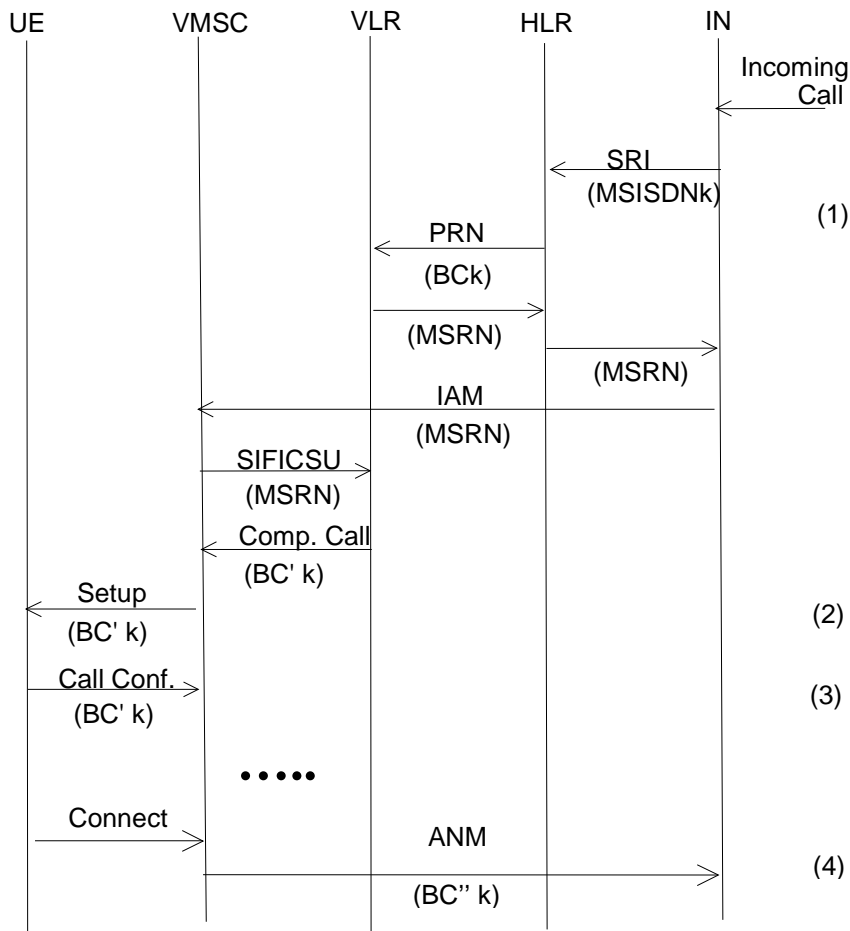 UE VMSC VLR HLR IN
Incoming
Call
SRI
(MSISDNk)
(1)
PRN
(BCk)
(MSRN)
(MSRN)
IAM
(MSRN)
SIFICSU
(MSRN)
Comp. Call
(BC' k)
Setup
(2)
(BC' k)
Call Conf.
(3)
(BC' k)
Connect
ANM
(4)
(BC’’ k)